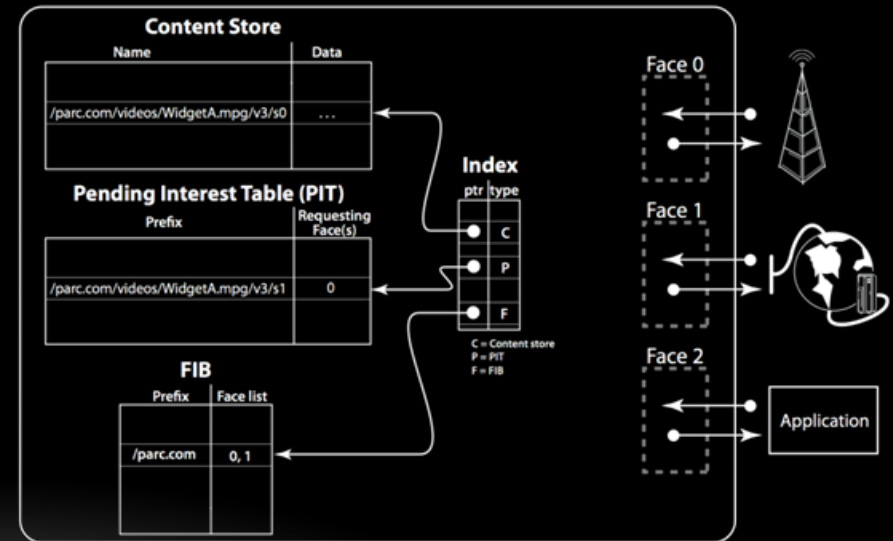 Content Store
Name Data
/parc.com/videos/WidgetA.mpg/v3/s0 ...
Pending Interest Table (PIT)
Prefix Requesting
Face(s)
/parc.com/videos/WidgetA.mpg/v3/s1 0
FIB
Prefix Face list
/parc.com 0, 1
Index
ptr type
C
P
F
C = Content store
P = PIT
F = FIB
Face 0
Face 1
Face 2
Application